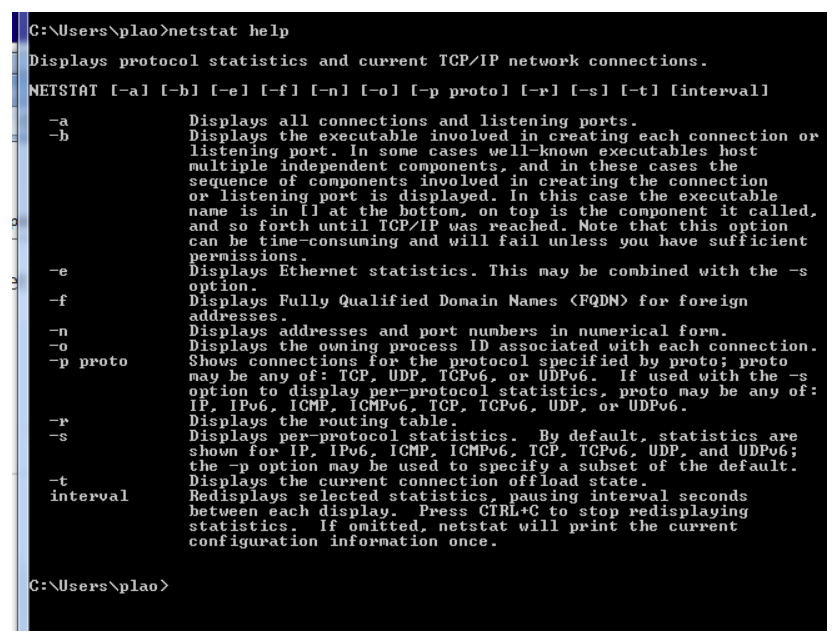 C:\Users\plao>netstat help
Displays protocol statistics and current TCP/IP network connections.
NETSTAT [-a] [-b] [-e] [-f] [-n] [-o] [-p proto] [-r] [-s] [-t] [interval]
-a Displays all connections and listening ports.
-b Displays the executable involved in creating each connection or
listening port. In some cases well-known executables host
multiple independent components, and in these cases the
sequence of components involved in creating the connection
or listening port is displayed. In this case the executable
name is in [] at the bottom, on top is the component it called,
and so forth until TCP/IP was reached. Note that this option
can be time-consuming and will fail unless you have sufficient
permissions.
-e Displays Ethernet statistics. This may be combined with the -s
option.
-f Displays Fully Qualified Domain Names (FQDN) for foreign
addresses.
-n Displays addresses and port numbers in numerical form.
-o Displays the owning process ID associated with each connection.
-p proto Shows connections for the protocol specified by proto; proto
may be any of: TCP, UDP, TCPv6, or UDPv6.  If used with the -s
option to display per-protocol statistics, proto may be any of:
IP, IPv6, ICMP, ICMPv6, TCP, TCPv6, UDP, or UDPv6.
-r Displays the routing table.
-s Displays per-protocol statistics.  By default, statistics are
shown for IP, IPv6, ICMP, ICMPv6, TCP, TCPv6, UDP, and UDPv6;
the -p option may be used to specify a subset of the default.
-t Displays the current connection offload state.
interval Redisplays selected statistics, pausing interval seconds
between each display.  Press CTRL+C to stop redisplaying
statistics.  If omitted, netstat will print the current
configuration information once.
C:\Users\plao>